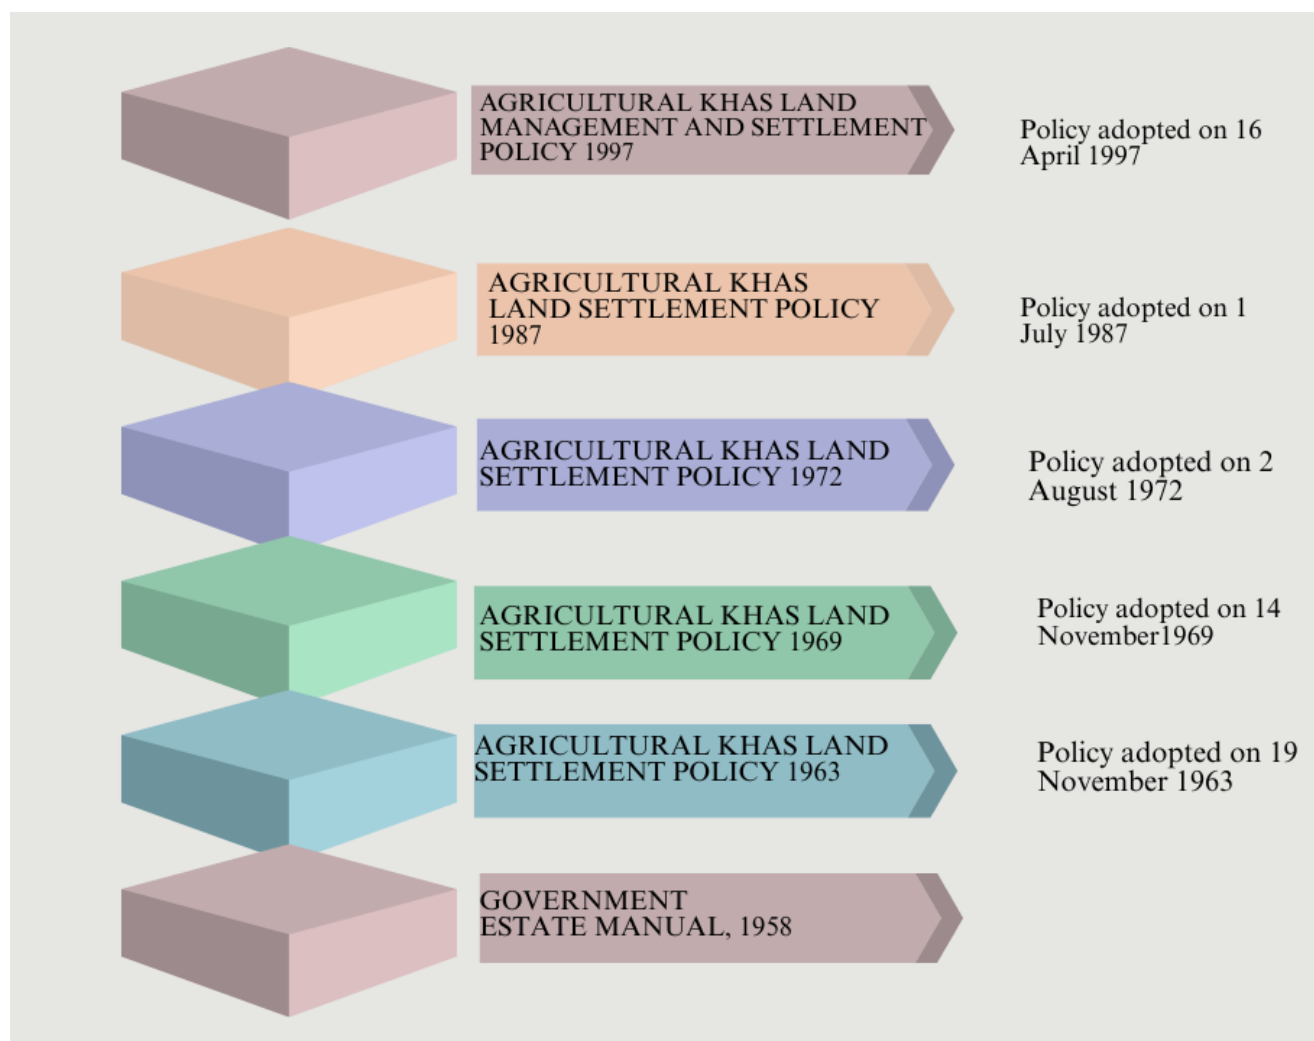 AGRICULTURAL KHAS LAND
MANAGEMENT AND SETTLEMENT
POLICY 1997
Policy adopted on 16
April 1997
AGRICULTURAL KHAS
LAND SETTLEMENT POLICY
1987
Policy adopted on 1
July 1987
AGRICULTURAL KHAS LAND
SETTLEMENT POLICY 1972
Policy adopted on 2
August 1972
AGRICULTURAL KHAS LAND
SETTLEMENT POLICY 1969
Policy adopted on 14
November1969
AGRICULTURAL KHAS LAND
SETTLEMENT POLICY 1963
Policy adopted on 19
November 1963
GOVERNMENT
ESTATE MANUAL, 1958